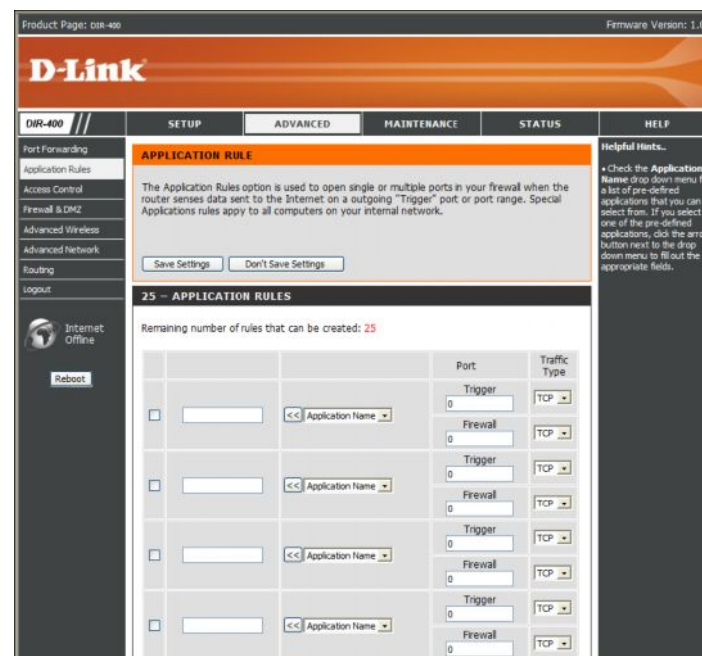 Product Page: DIR-400
Firmware Version: 1.0
D-Link
DIR-400
SETUP
ADVANCED
MAINTENANCE
STATUS
HELP
Port Forwarding
Application Rules
Access Control
Firewall & DMZ
Advanced Wireless
Advanced Network
Routing
Logout
Internet
Offline
Reboot
APPLICATION RULE
The Application Rules option is used to open single or multiple ports in your firewall when the
router senses data sent to the Internet on a outgoing "Trigger" port or port range. Special
Applications rules appy to all computers on your internal network.
Save Settings
Don't Save Settings
25 – APPLICATION RULES
Remaining number of rules that can be created: 25
Port
Traffic
Type
Trigger
0
TCP
<< Application Name
Firewall
0
TCP
Trigger
0
TCP
<< Application Name
Firewall
0
TCP
Trigger
0
TCP
<< Application Name
Firewall
0
TCP
Trigger
0
TCP
<< Application Name
Firewall
0
TCP
Helpful Hints..
• Check the Application
Name drop down menu f
a list of pre-defined
applications that you can
select from. If you select
one of the pre-defined
applications, click the arro
button next to the drop
down menu to fill out the
appropriate fields.